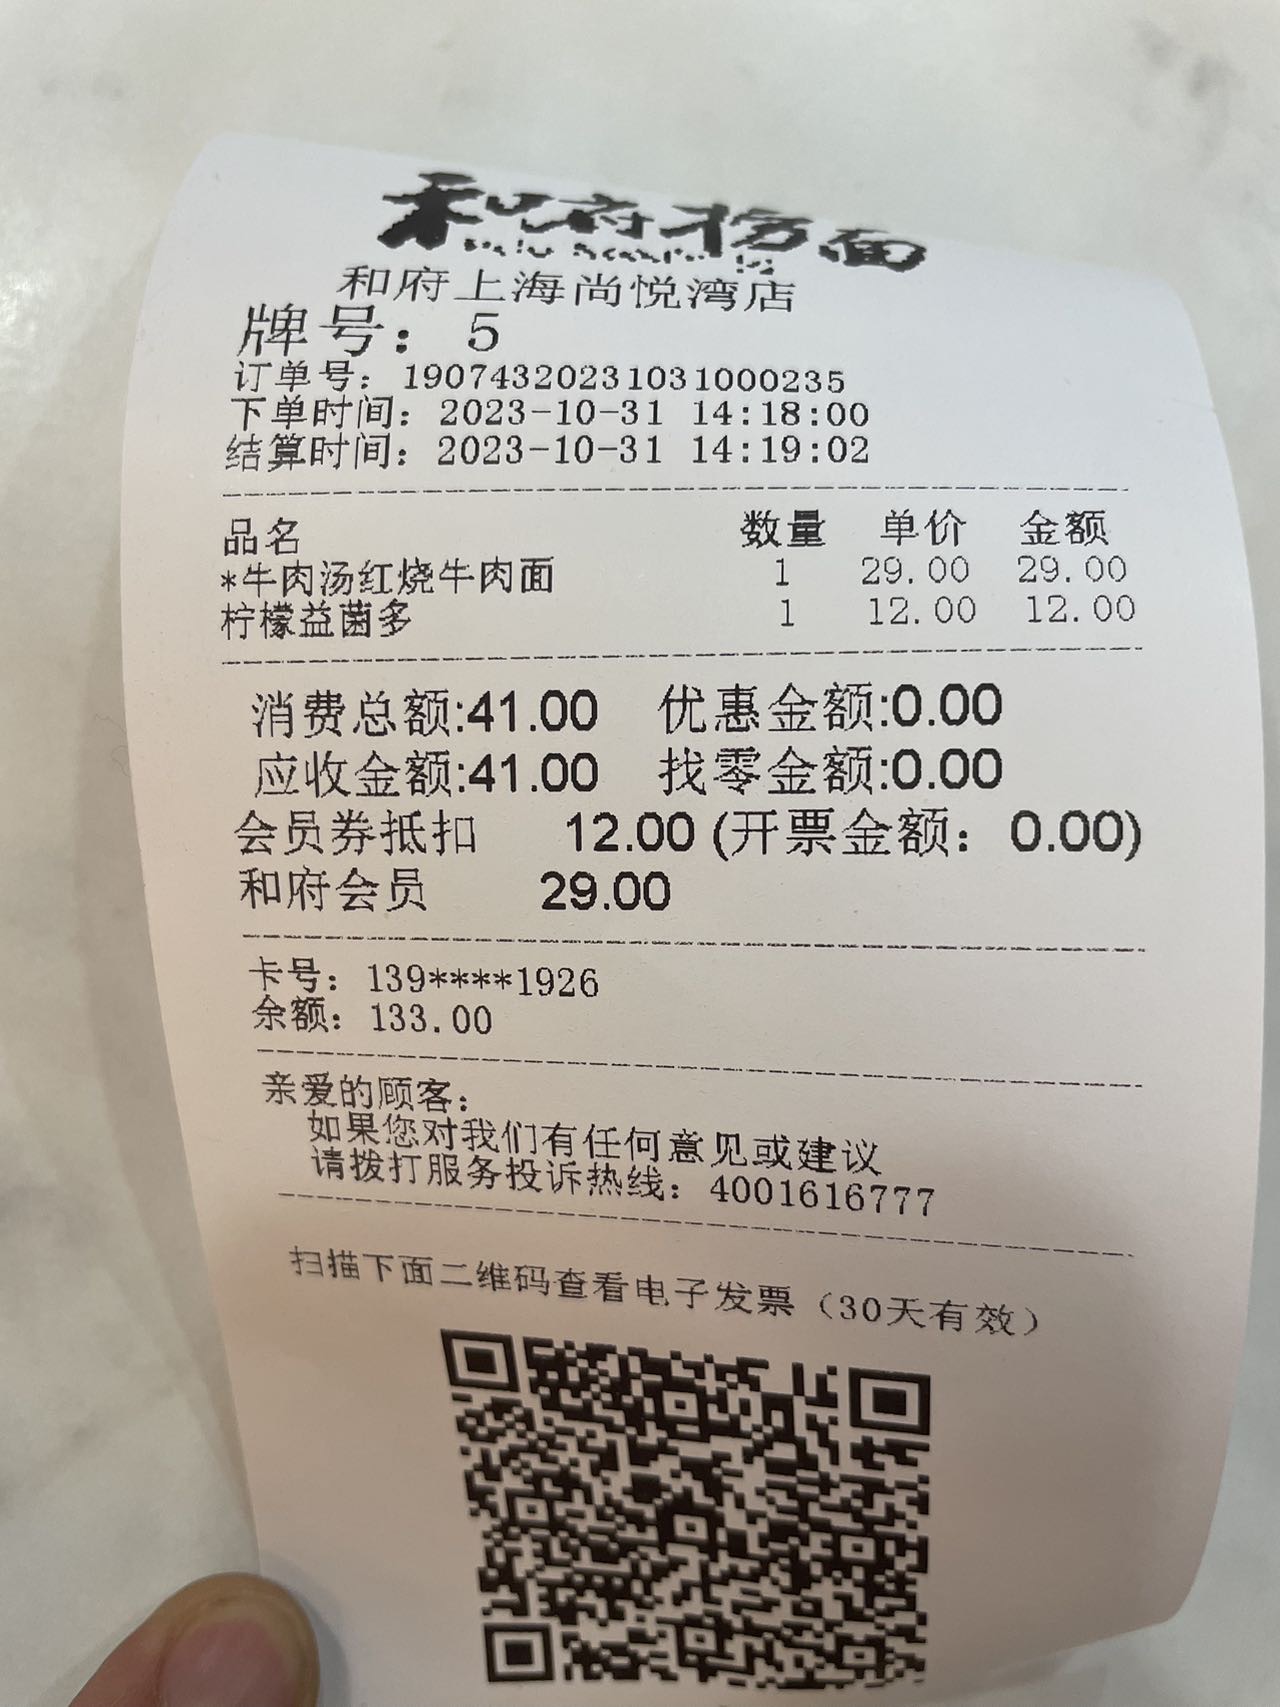 和府捞面
和府上海尚悦湾店
牌号： 5
订单号： 19074320231031000235
下单时间： 2023-10-31 14:18:00
结算时间： 2023-10-31 14:19:02
品名 数量 单价 金额
*牛肉汤红烧牛肉面 1 29.00 29.00
柠檬益菌多 1 12.00 12.00
消费总额:41.00 优惠金额:0.00
应收金额:41.00 找零金额:0.00
会员券抵扣 12.00 (开票金额： 0.00)
和府会员 29.00
卡号： 139****1926
余额： 133.00
亲爱的顾客：
如果您对我们有任何意见或建议
请拨打服务投诉热线： 4001616777
扫描下面二维码查看电子发票（30天有效）